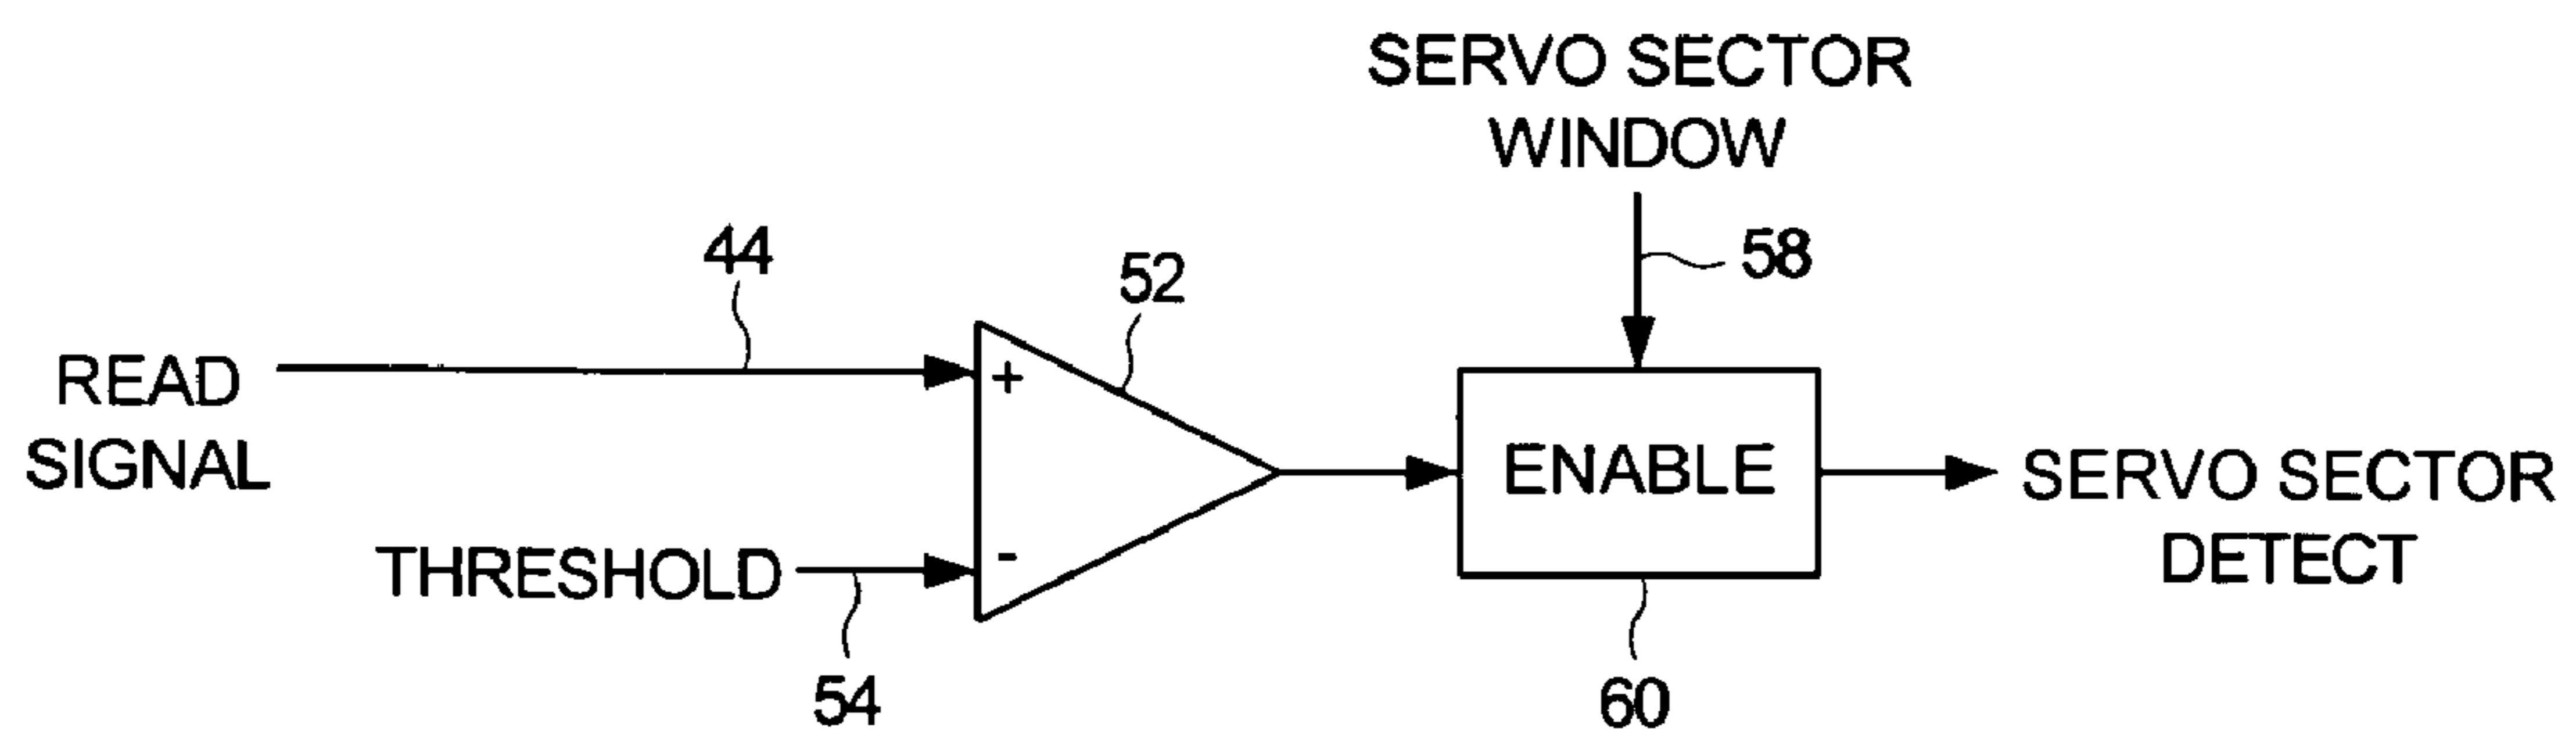 SERVO SECTOR
WINDOW
44
52
58
READ
SIGNAL
+
ENABLE
SERVO SECTOR
DETECT
THRESHOLD
-
54
60